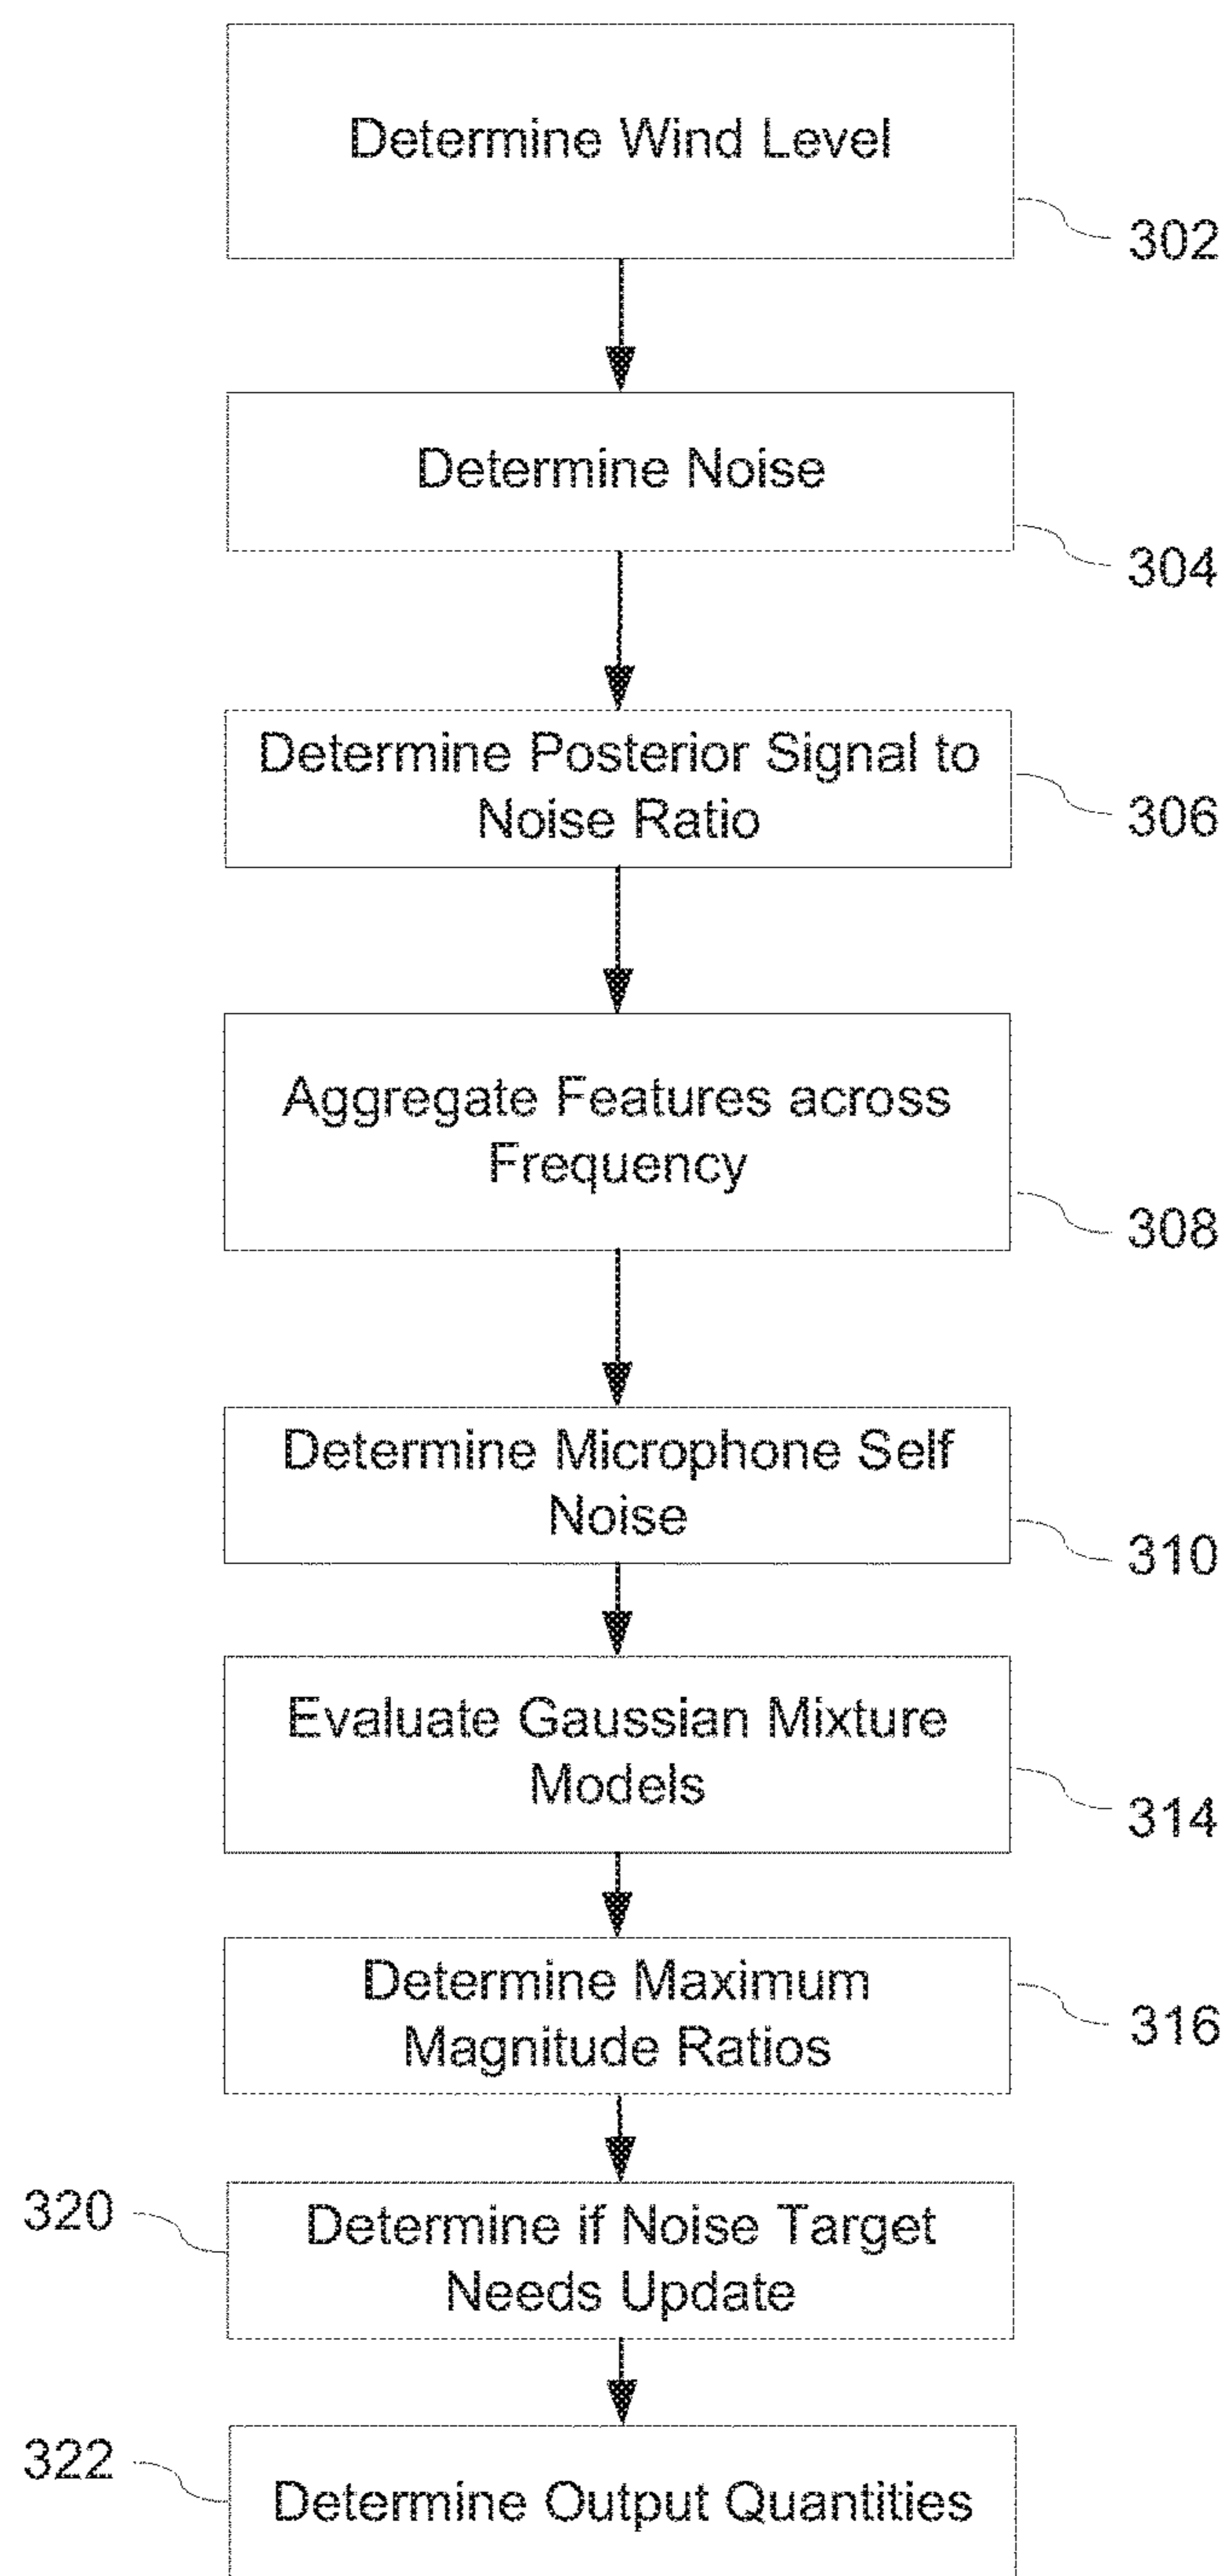 Determine Wind Level
302
Determine Noise
304
Determine Posterior Signal to
Noise Ratio
306
Aggregate Features across
Frequency
308
Determine Microphone Self
Noise
310
Evaluate Gaussian Mixture
Models
314
Determine Maximum
Magnitude Ratios
316
320
Determine if Noise Target
Needs Update
322
Determine Output Quantities